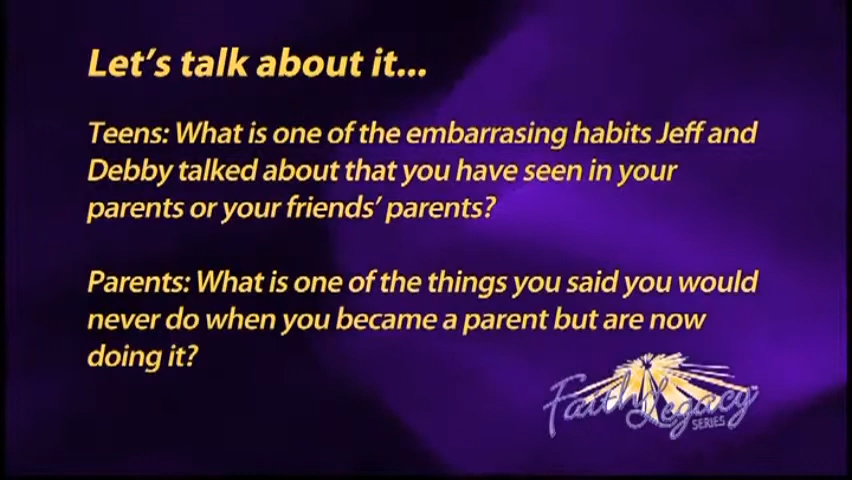 Let's talk about it...
Teens: What is one of the embarrasing habits Jeff and
Debby talked about that you have seen in your
parents or your friends' parents?
Parents: What is one of the things you said you would
never do when you became a parent but are now
doing it?
Faith Legacy
SERIES